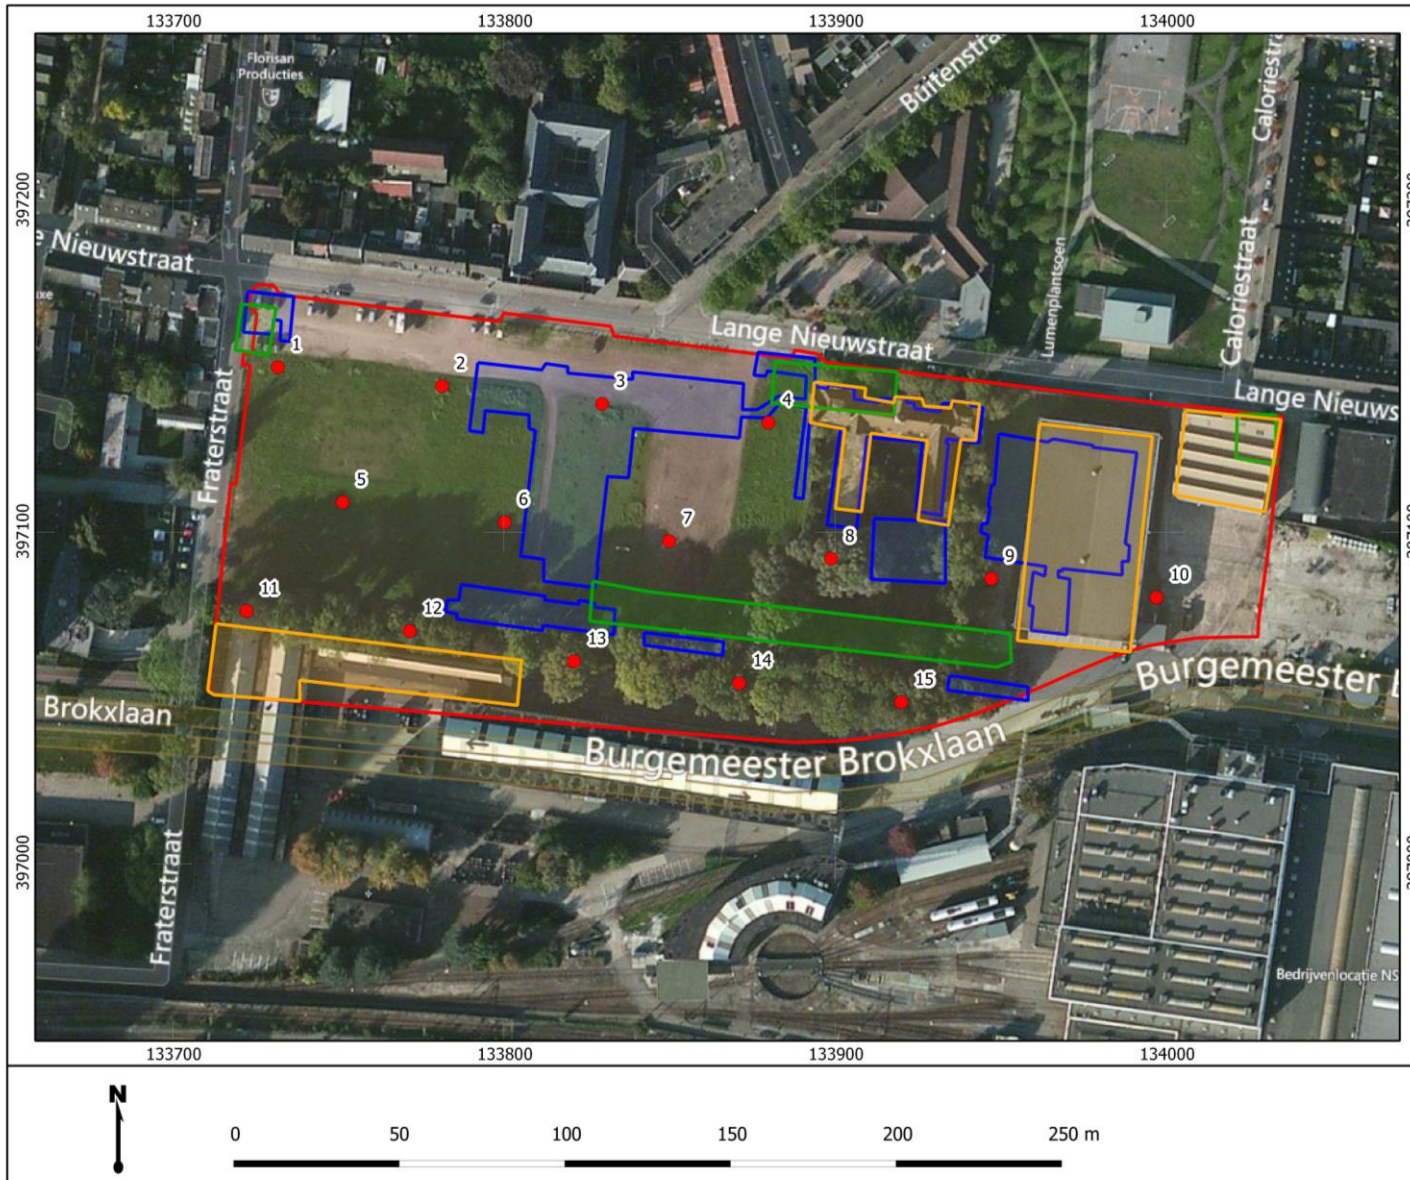 133700 133800 133900 134000
Florisan
Producties
Buitenstra
Caloriestra
397200
e Nieuwstraat
Lumenplantsoen
Caloriestraat
Lange Nieuwstraat
Lange Nieuws
Fraterstraat
1
2
3
4
5
6
7
8
9
10
11
12
13
14
15
397100
Brokxlaan
Burgemeester Brokxlaan
Burgemeester B
Fraterstraat
397000
Bedrijvenlocatie NS
133700 133800 133900 134000
N
0 50 100 150 200 250 m